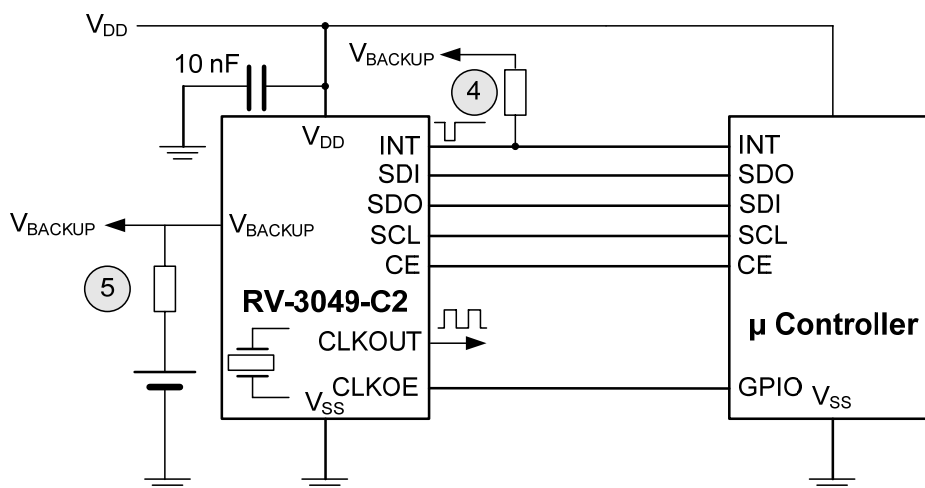 VDD
10 nF
VBACKUP
4
VDD
INT
SDI
SDO
SCL
CE
INT
SDO
SDI
SCL
CE
VBACKUP
VBACKUP
5
RV-3049-C2
µ Controller
CLKOUT
CLKOE
VSS
GPIO
VSS